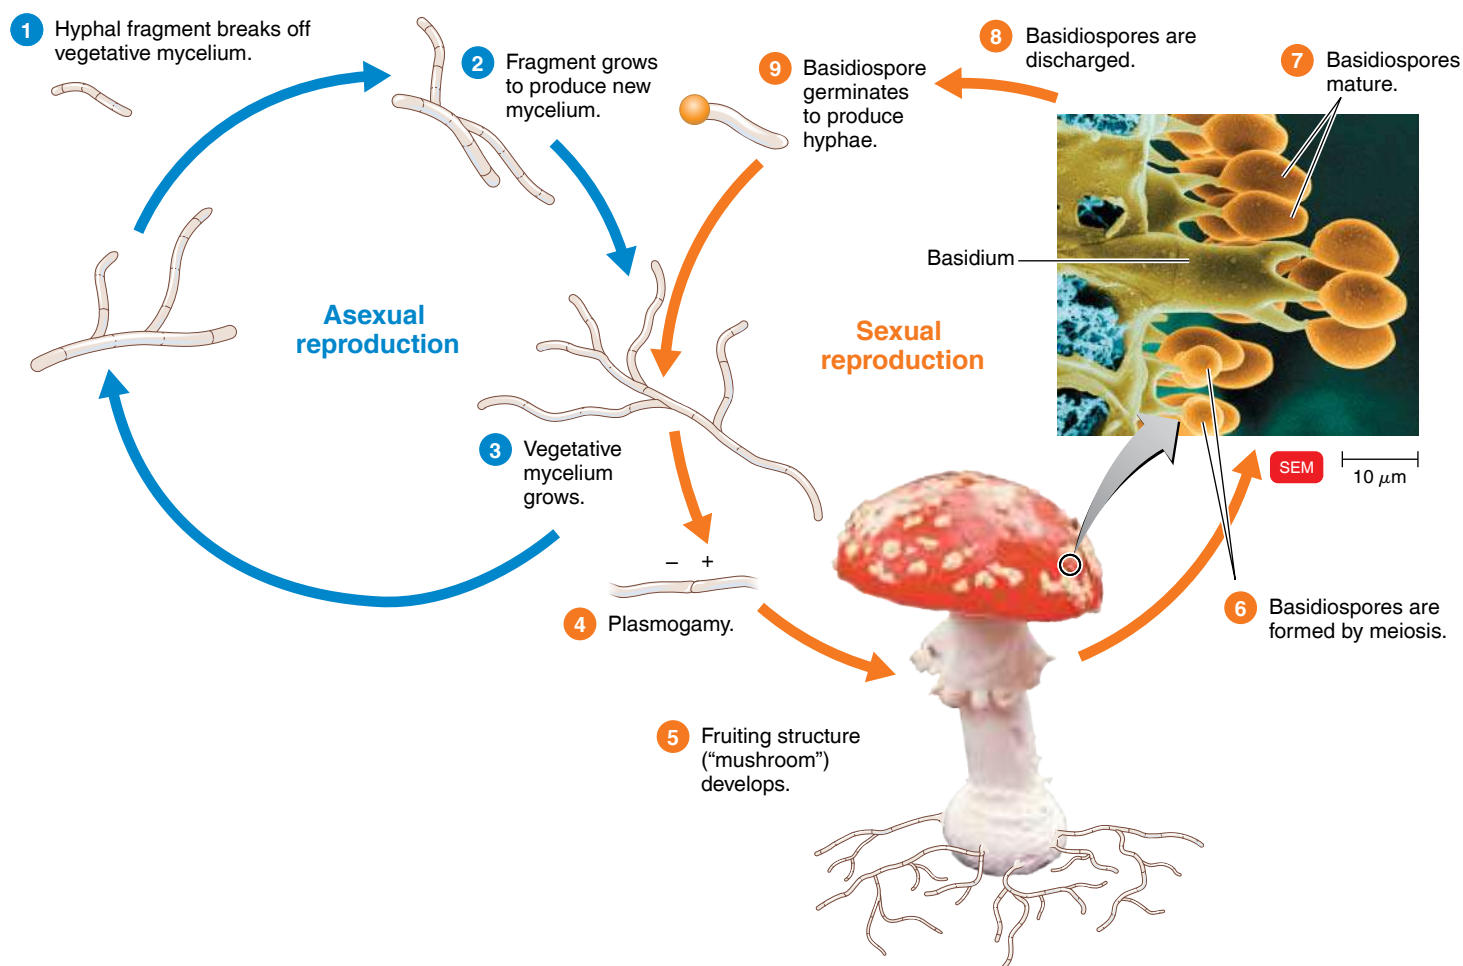 1 Hyphal fragment breaks off
vegetative mycelium.
2 Fragment grows
to produce new
mycelium.
9 Basidiospore
germinates
to produce
hyphae.
8 Basidiospores are
discharged.
7 Basidiospores
mature.
Basidium
Asexual
reproduction
Sexual
reproduction
3 Vegetative
mycelium
grows.
SEM
10 μm
– +
4 Plasmogamy.
6 Basidiospores are
formed by meiosis.
5 Fruiting structure
(“mushroom”)
develops.